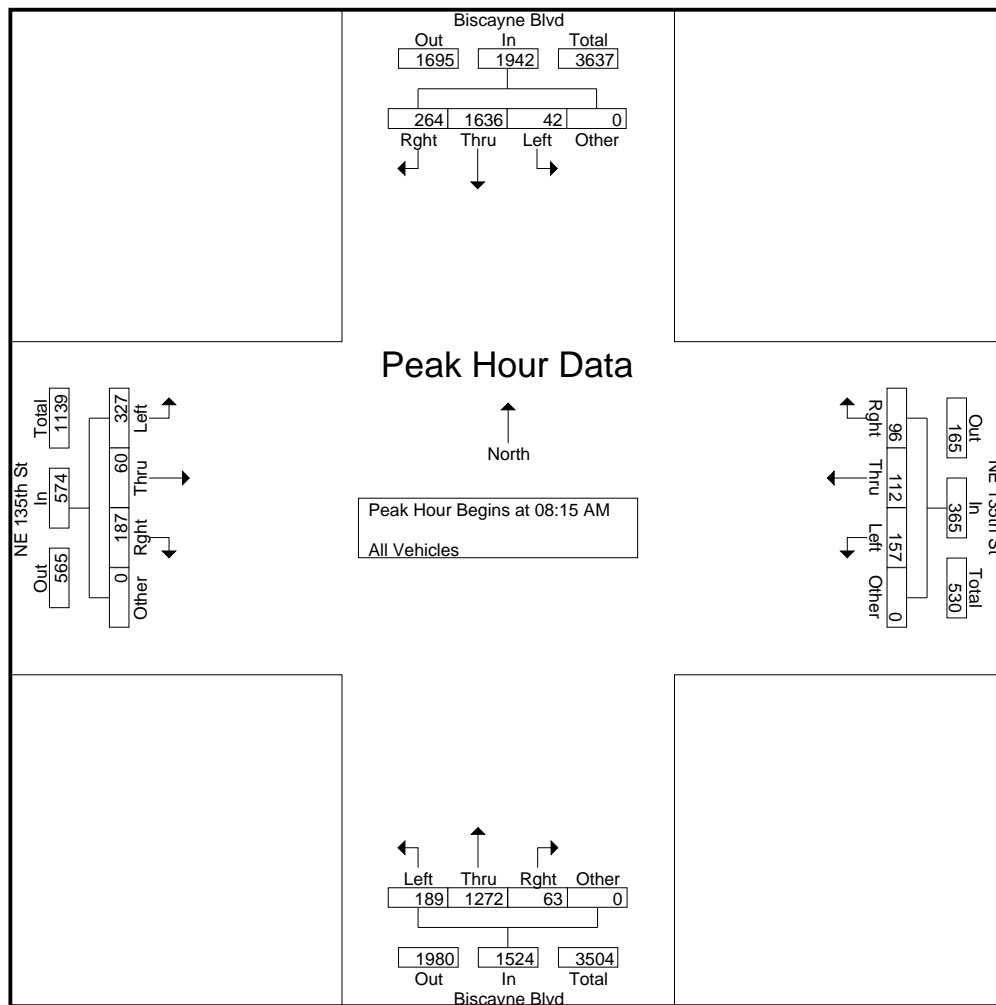 Biscayne Blvd
Out In Total
1695 1942 3637
264 1636 42 0
Rght Thru Left Other
Peak Hour Data
North
Peak Hour Begins at 08:15 AM
All Vehicles
NE 135th St
Total In Out
1139 574 565
327 60 187 0
Left Thru Rght Other
Rght Thru Left Other
96 112 157 0
165 365 530
Out In Total
NE 135th St
Left Thru Rght Other
189 1272 63 0
1980 1524 3504
Out In Total
Biscayne Blvd